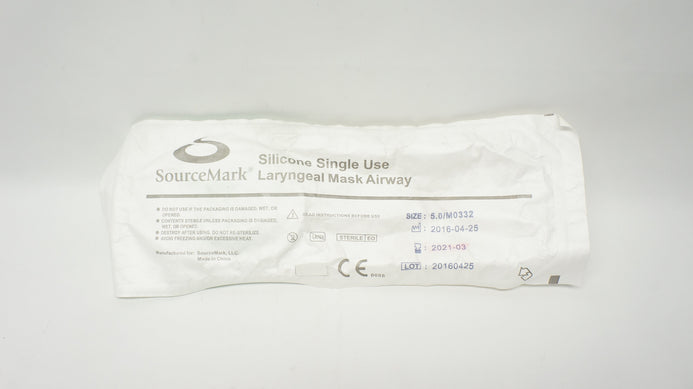 SourceMark®
Silicone Single Use
Laryngeal Mask Airway
DO NOT USE IF THE PACKAGING IS DAMAGED, WET, OR
OPENED.
CONTENTS STERILE UNLESS PACKAGING IS DAMAGED,
WET, OR OPENED.
DESTROY AFTER USING. DO NOT RE-STERILIZE.
AVOID FREEZING AND/OR EXCESSIVE HEAT.
Manufactured for: SourceMark, LLC.
Made in China
READ INSTRUCTIONS BEFORE USE
STERILE EO
CE
SIZE: 5.0/M0332
: 2016-04-25
: 2021-03
LOT: 20160425